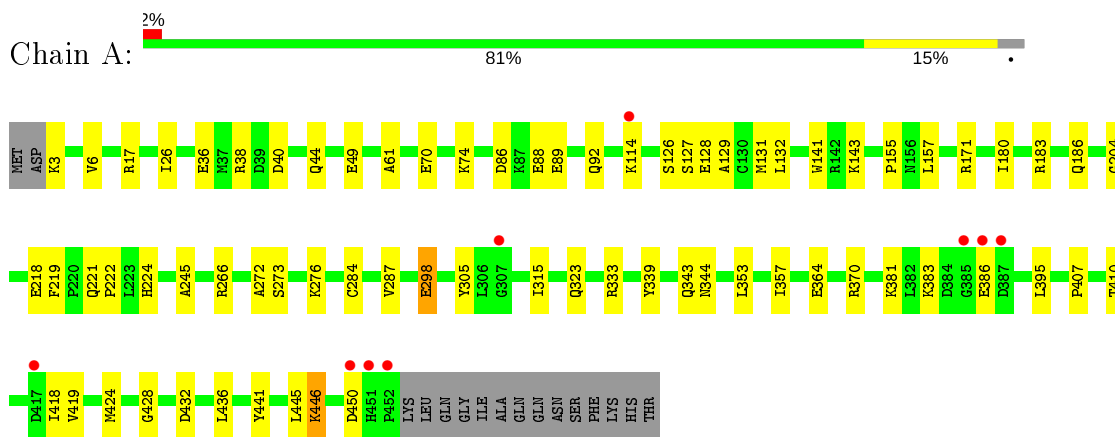 2%
Chain A:
81% 15% •
MET ASP K3 V6 R17 I26 E36 M37 R38 D39 D40 Q44 E49 A61 E70 K74 D86 K87 E88 E89 Q92 K114 S126 S127 E128 A129 C130 M131 L132 W141 R142 K143 P155 N156 L157 R171 I180 R183 Q186
E218 F219 P220 Q221 P222 L223 H224 A245 R266 A272 S273 K276 C284 V287 E298 Y305 L306 G307 I315 Q323 R333 Y339 Q343 N344 L353 I357 E364 R370 K381 L382 K383 D384 G385 E386 D387 L395 P407
D417 I418 V419 M424 G428 D432 L436 Y441 L445 K446 D450 H451 P452 LYS LEU GLN GLY ILE ALA GLN GLN ASN SER PHE LYS HIS THR